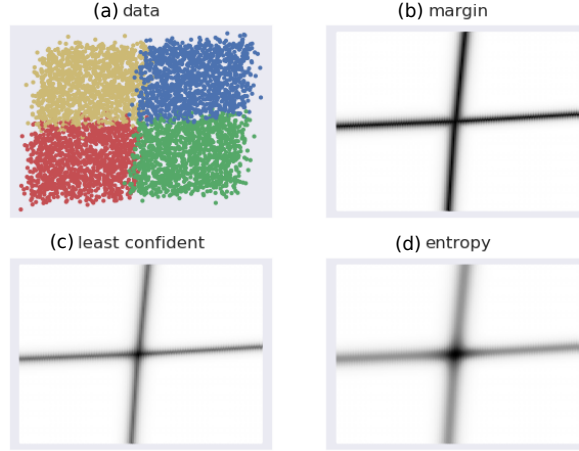 (a) data
(b) margin
(c) least confident
(d) entropy